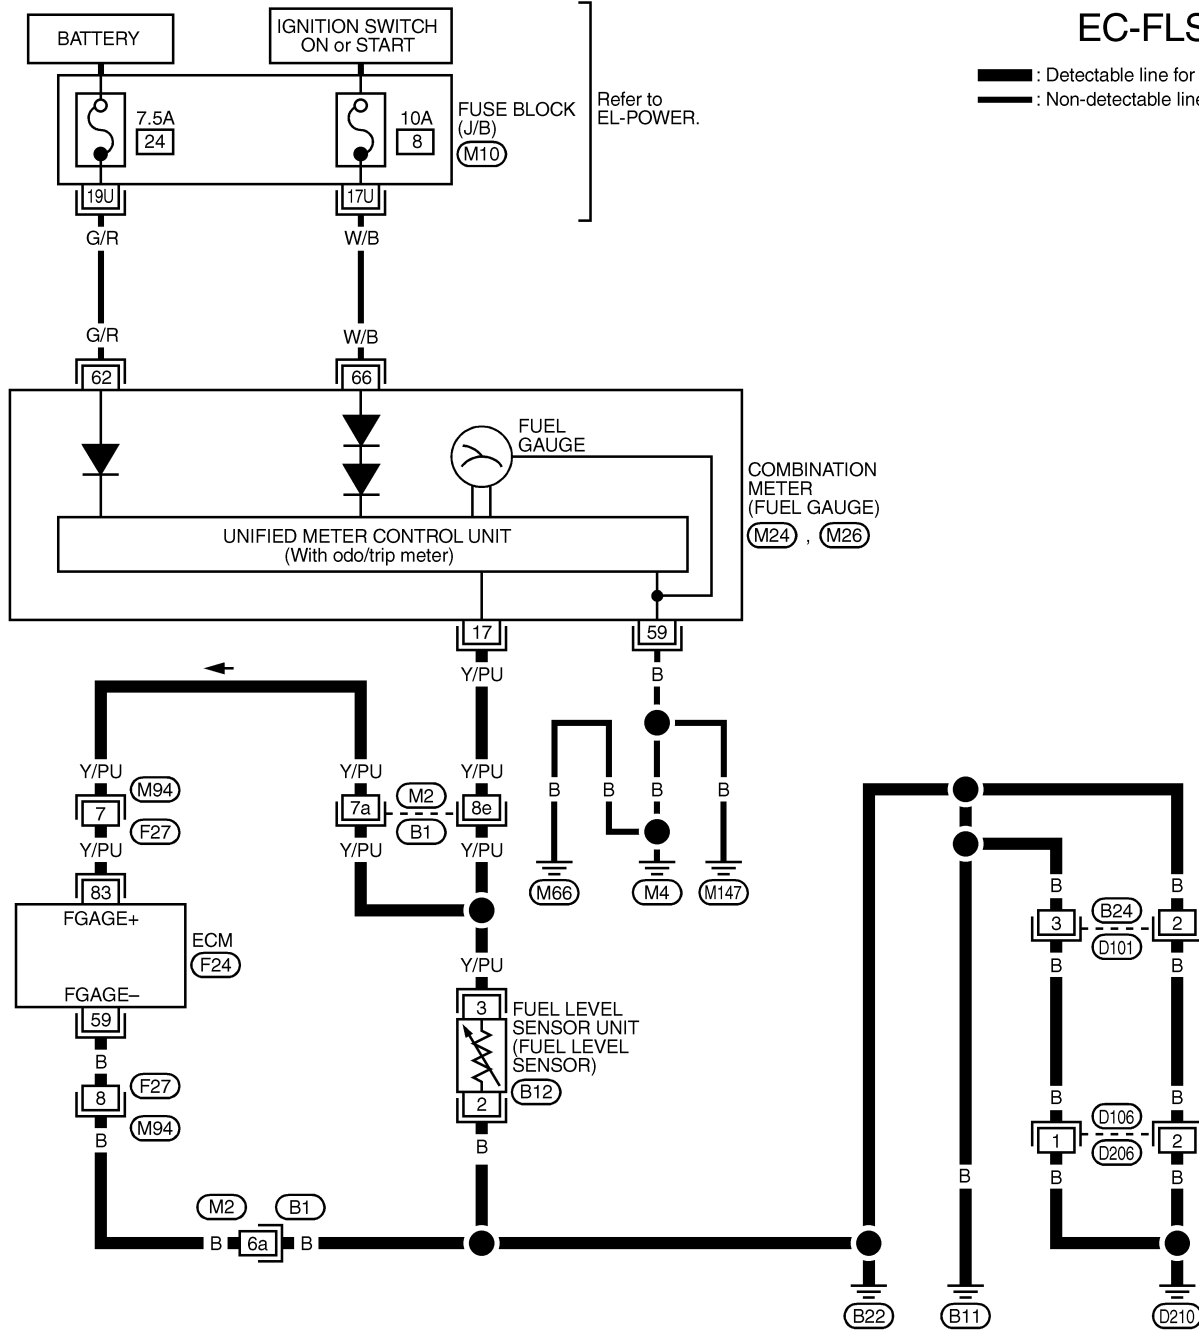 EC-FLS
: Detectable line for
: Non-detectable line
BATTERY
IGNITION SWITCH
ON or START
7.5A
24
10A
8
FUSE BLOCK
(J/B)
M10
Refer to
EL-POWER.
19U
17U
G/R
W/B
G/R
W/B
62
66
FUEL
GAUGE
COMBINATION
METER
(FUEL GAUGE)
M24 , M26
UNIFIED METER CONTROL UNIT
(With odo/trip meter)
17
59
Y/PU
B
Y/PU
Y/PU
Y/PU
M94
7
F27
7a
M2
B1
8e
B
B
B
B
Y/PU
Y/PU
Y/PU
83
FGAGE+
ECM
F24
FGAGE–
59
M66
M4
M147
B
B
3
B24
D101
2
B
B
Y/PU
3
FUEL LEVEL
SENSOR UNIT
(FUEL LEVEL
SENSOR)
B12
2
B
B
F27
8
M94
B
B
B
1
D106
D206
2
B
B
B
M2
B1
B
6a
B
B22
B11
D210